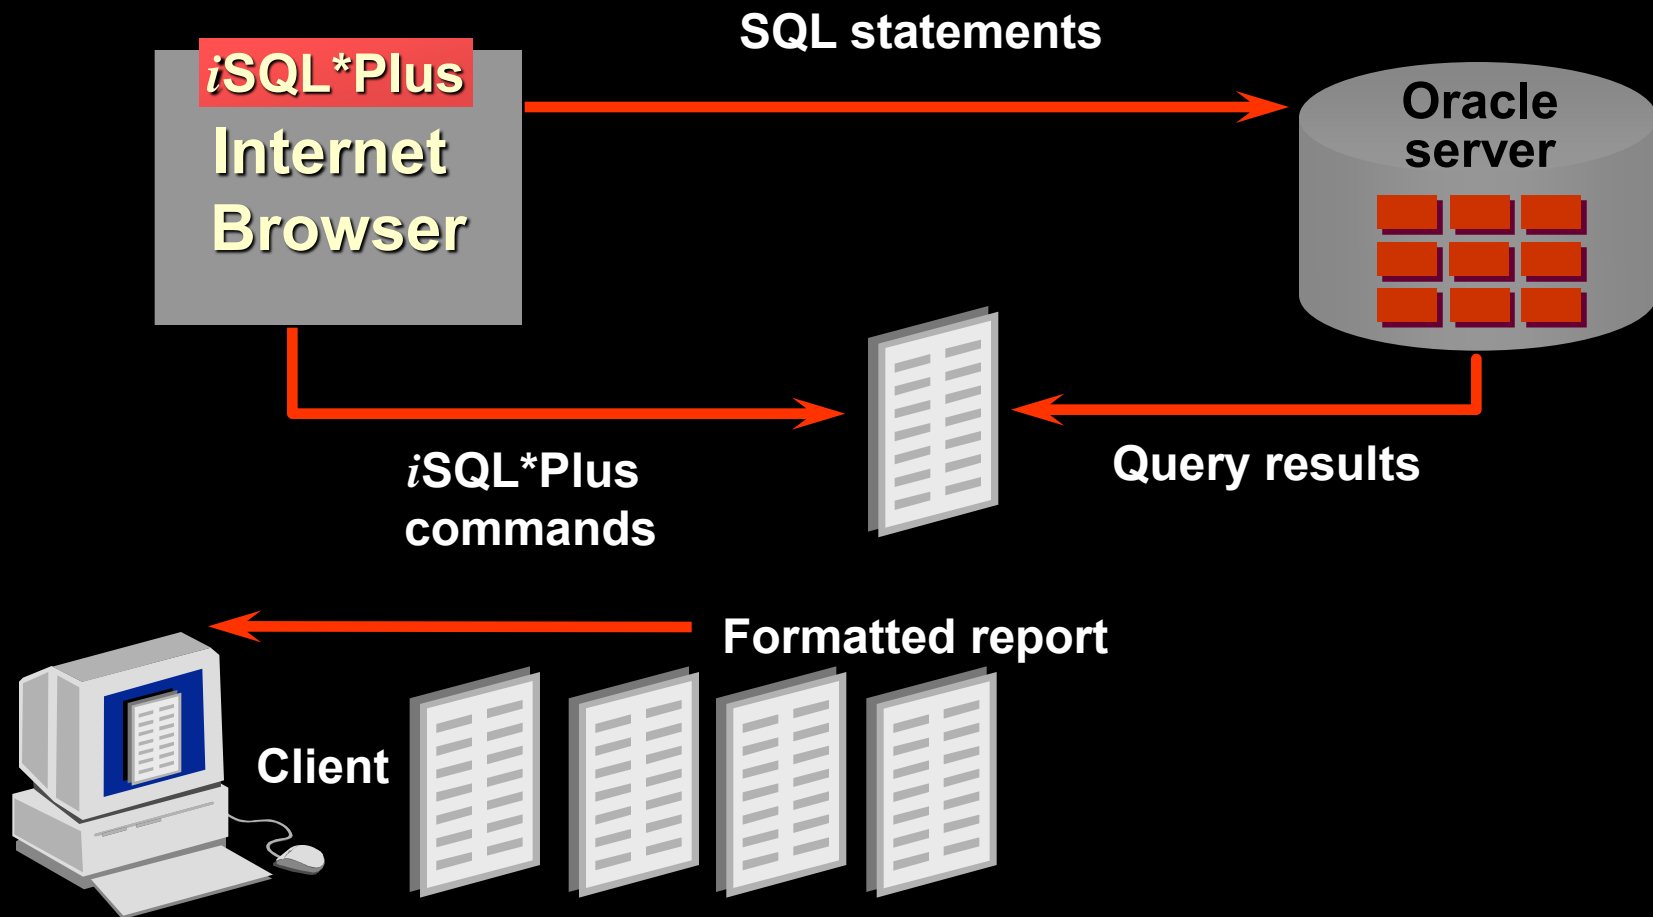 SQL statements
iSQL*Plus
Internet
Browser
Oracle
server
iSQL*Plus
commands
Query results
Formatted report
Client